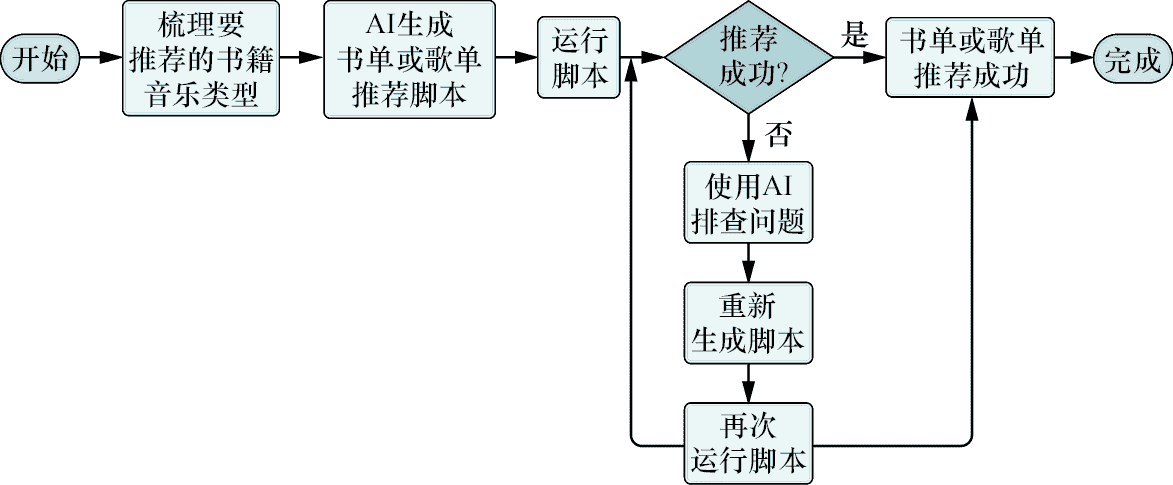 开始
梳理要
推荐的书籍
音乐类型
AI生成
书单或歌单
推荐脚本
运行
脚本
推荐
成功?
是
书单或歌单
推荐成功
完成
否
使用AI
排查问题
重新
生成脚本
再次
运行脚本